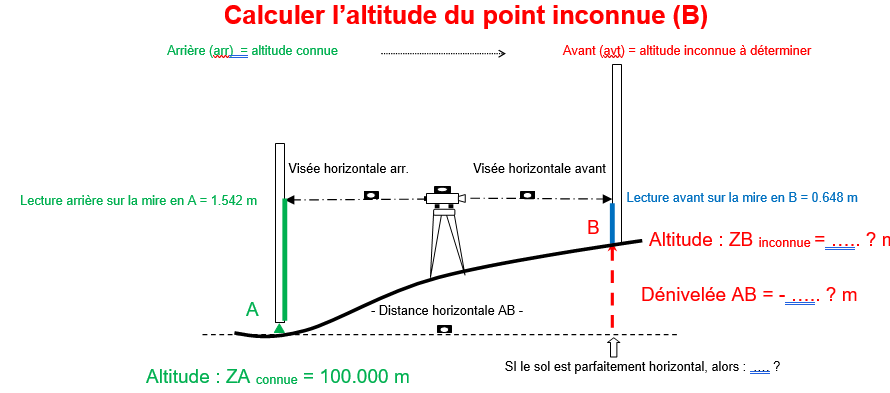 Calculer l’altitude du point inconnue (B)
Arrière (arr) = altitude connue
Avant (avt) = altitude inconnue à déterminer
Visée horizontale arr.
Visée horizontale avant
Lecture arrière sur la mire en A = 1.542 m
Lecture avant sur la mire en B = 0.648 m
B
Altitude : ZB inconnue = ..... ? m
Dénivelée AB = - ..... ? m
A
- Distance horizontale AB -
SI le sol est parfaitement horizontal, alors : .... ?
Altitude : ZA connue = 100.000 m